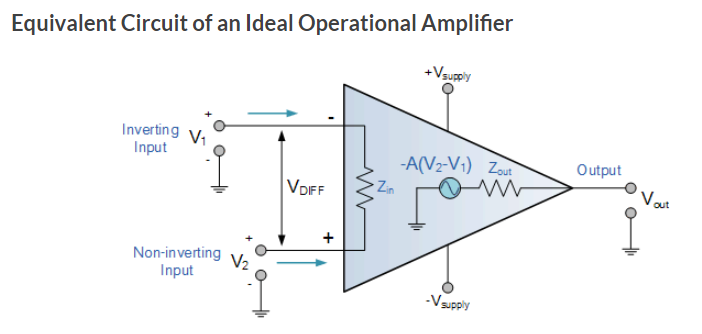 Equivalent Circuit of an Ideal Operational Amplifier
+Vsupply
Inverting
Input
V1
+
-
-
-A(V2-V1)
Zout
Output
VDIFF
Zin
Vout
+
Non-inverting
Input
V2
+
-
-Vsupply